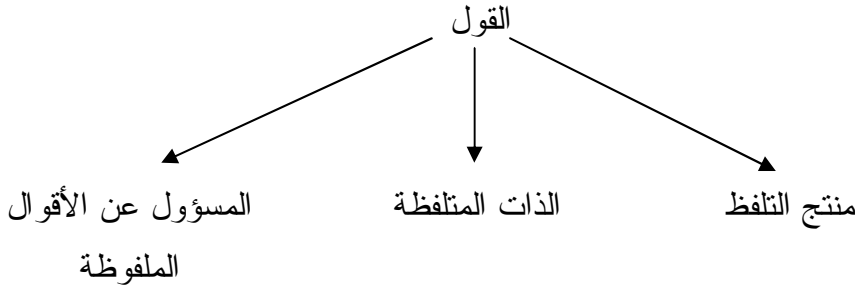 القول
منتج التلفظ
الذات المتلفظة
المسؤول عن الأقوال
الملفوظة